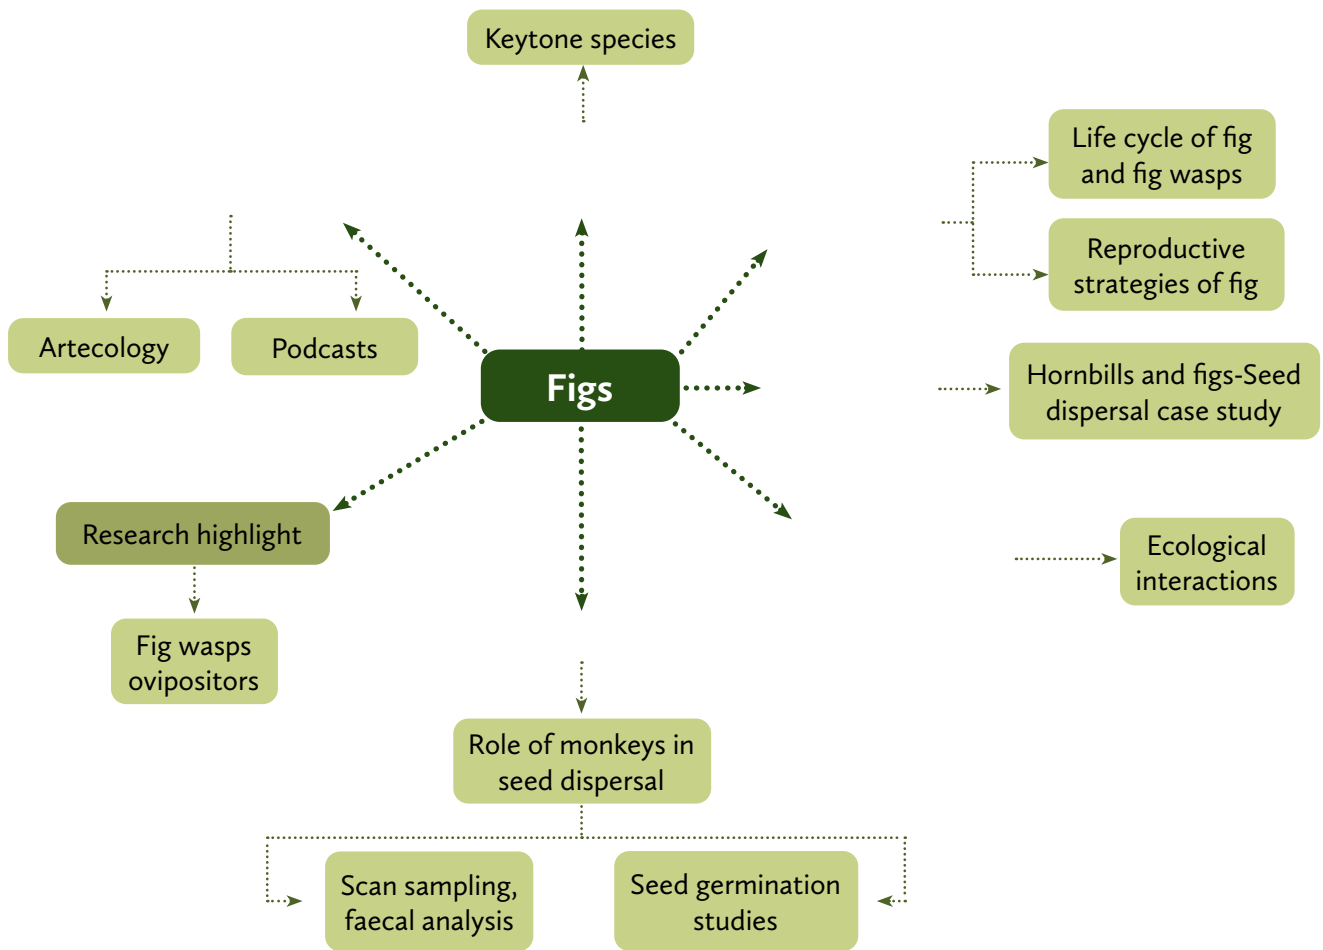 Keytone species
Life cycle of fig
and fig wasps
Reproductive
strategies of fig
Artecology
Podcasts
Figs
Hornbills and figs-Seed
dispersal case study
Research highlight
Ecological
interactions
Fig wasps
ovipositors
Role of monkeys in
seed dispersal
Scan sampling,
faecal analysis
Seed germination
studies